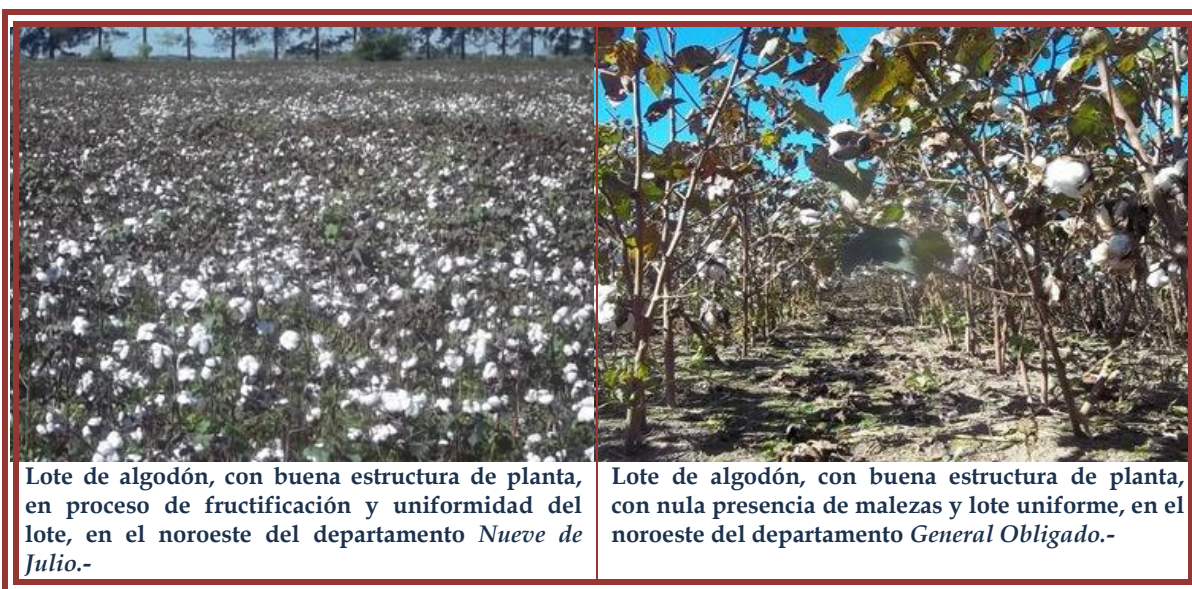 Lote de algodón, con buena estructura de planta,
en proceso de fructificación y uniformidad del
lote, en el noroeste del departamento Nueve de
Julio.-
Lote de algodón, con buena estructura de planta,
con nula presencia de malezas y lote uniforme, en el
noroeste del departamento General Obligado.-